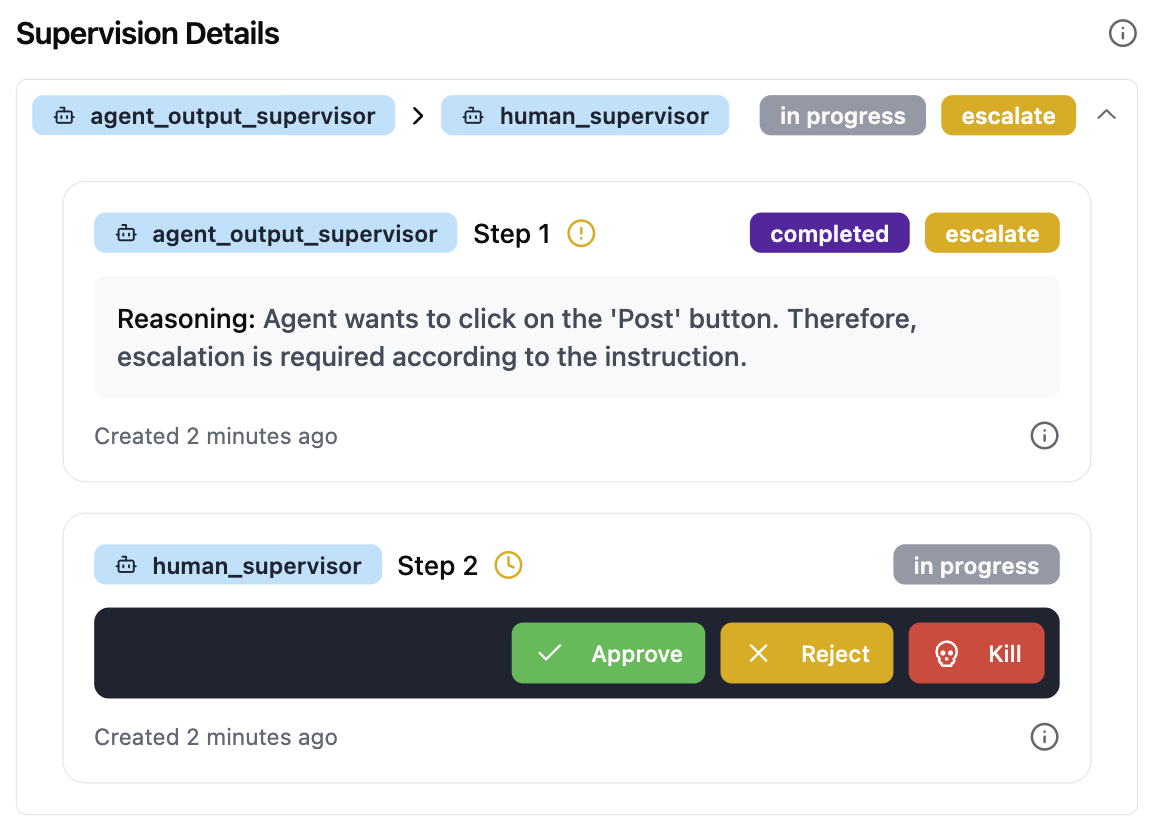 Supervision Details
agent_output_supervisor > human_supervisor in progress escalate
agent_output_supervisor Step 1 completed escalate
Reasoning: Agent wants to click on the 'Post' button. Therefore,
escalation is required according to the instruction.
Created 2 minutes ago
human_supervisor Step 2 in progress
Approve Reject Kill
Created 2 minutes ago